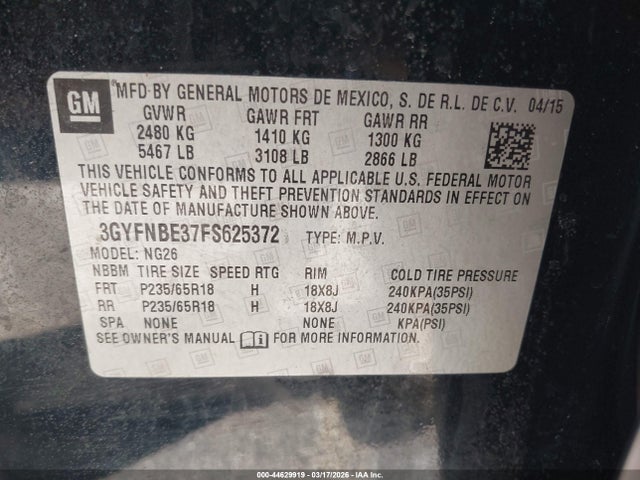 GM
MFD BY GENERAL MOTORS DE MEXICO, S. DE R.L. DE C.V. 04/15
GVWR GAWR FRT GAWR RR
2480 KG 1410 KG 1300 KG
5467 LB 3108 LB 2866 LB
THIS VEHICLE CONFORMS TO ALL APPLICABLE U.S. FEDERAL MOTOR
VEHICLE SAFETY AND THEFT PREVENTION STANDARDS IN EFFECT ON
THE DATE OF MANUFACTURE SHOWN ABOVE.
3GYFNBE37FS625372 TYPE: M.P.V.
MODEL: NG26
NBBM TIRE SIZE SPEED RTG RIM COLD TIRE PRESSURE
FRT P235/65R18 H 18X8J 240KPA(35PSI)
RR P235/65R18 H 18X8J 240KPA(35PSI)
SPA NONE NONE KPA(PSI)
SEE OWNER'S MANUAL FOR MORE INFORMATION.
000-44629919 - 03/17/2026 - IAA Inc.